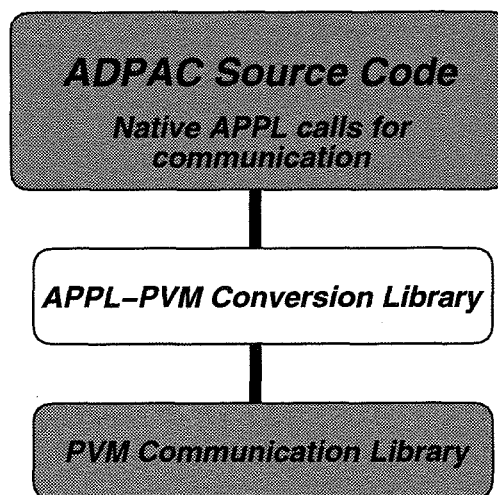 ADPAC Source Code
Native APPL calls for
communication
APPL–PVM Conversion Library
PVM Communication Library